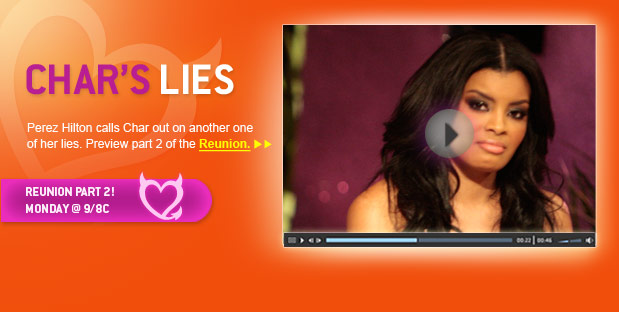 CHAR'S LIES
Perez Hilton calls Char out on another one
of her lies. Preview part 2 of the Reunion.
REUNION PART 2!
MONDAY @ 9/8C
00:22 00:46